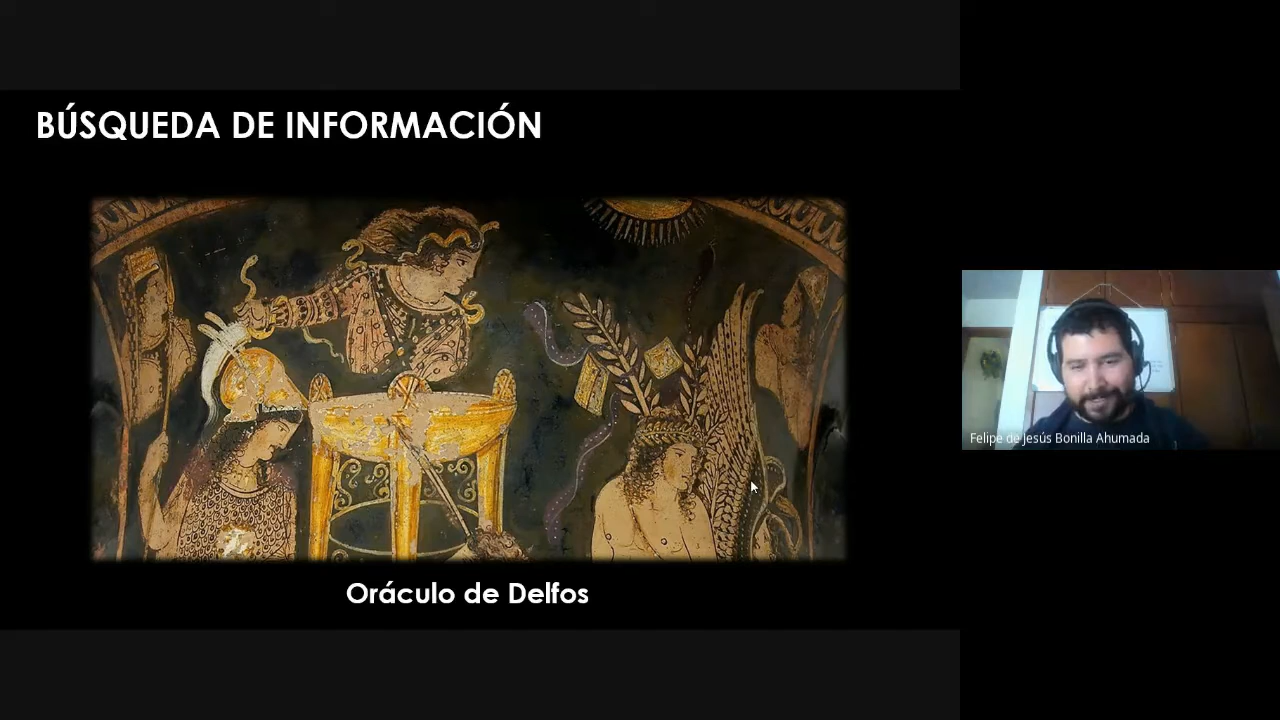 BÚSQUEDA DE INFORMACIÓN
Oráculo de Delfos
Felipe de Jesús Bonilla Ahumada